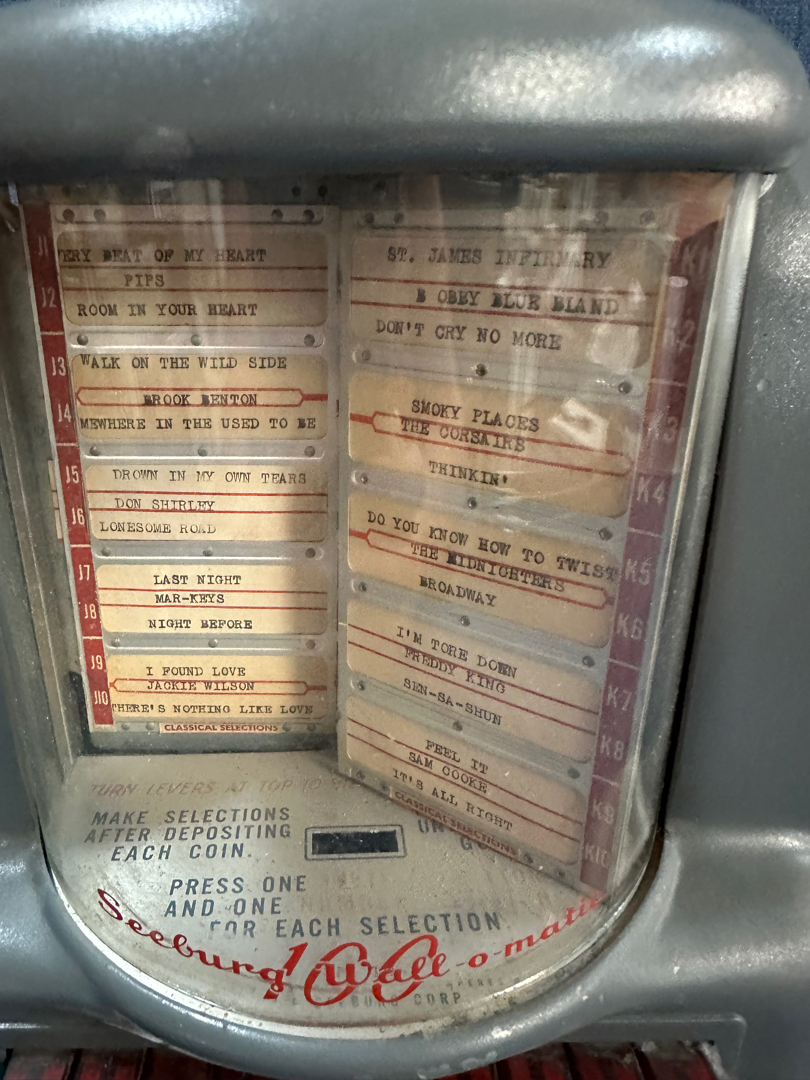 J1
ERY BEAT OF MY HEART
PIPS
J2
ROOM IN YOUR HEART
J3
WALK ON THE WILD SIDE
BROOK BENTON
J4
MEWHERE IN THE USED TO BE
J5
DROWN IN MY OWN TEARS
DON SHIRLEY
J6
LONESOME ROAD
J7
LAST NIGHT
MAR-KEYS
J8
NIGHT BEFORE
J9
I FOUND LOVE
JACKIE WILSON
J10
THERE'S NOTHING LIKE LOVE
CLASSICAL SELECTIONS
K1
ST. JAMES INFIRMARY
B OBBY BLUE BLAND
K2
DON'T CRY NO MORE
K3
SMOKY PLACES
THE CORSAIRS
K4
THINKIN'
K5
DO YOU KNOW HOW TO TWIST
THE MIDNIGHTERS
K6
BROADWAY
K7
I'M TORE DOWN
FREDDY KING
K8
SEN-SA-SHUN
K9
FEEL IT
SAM COOKE
K10
IT'S ALL RIGHT
CLASSICAL SELECTIONS
TURN LEVERS AT TOP TO
MAKE SELECTIONS
AFTER DEPOSITING
EACH COIN.
PRESS ONE
AND ONE
FOR EACH SELECTION
Seeburg Wall-o-matic
100
CORP.